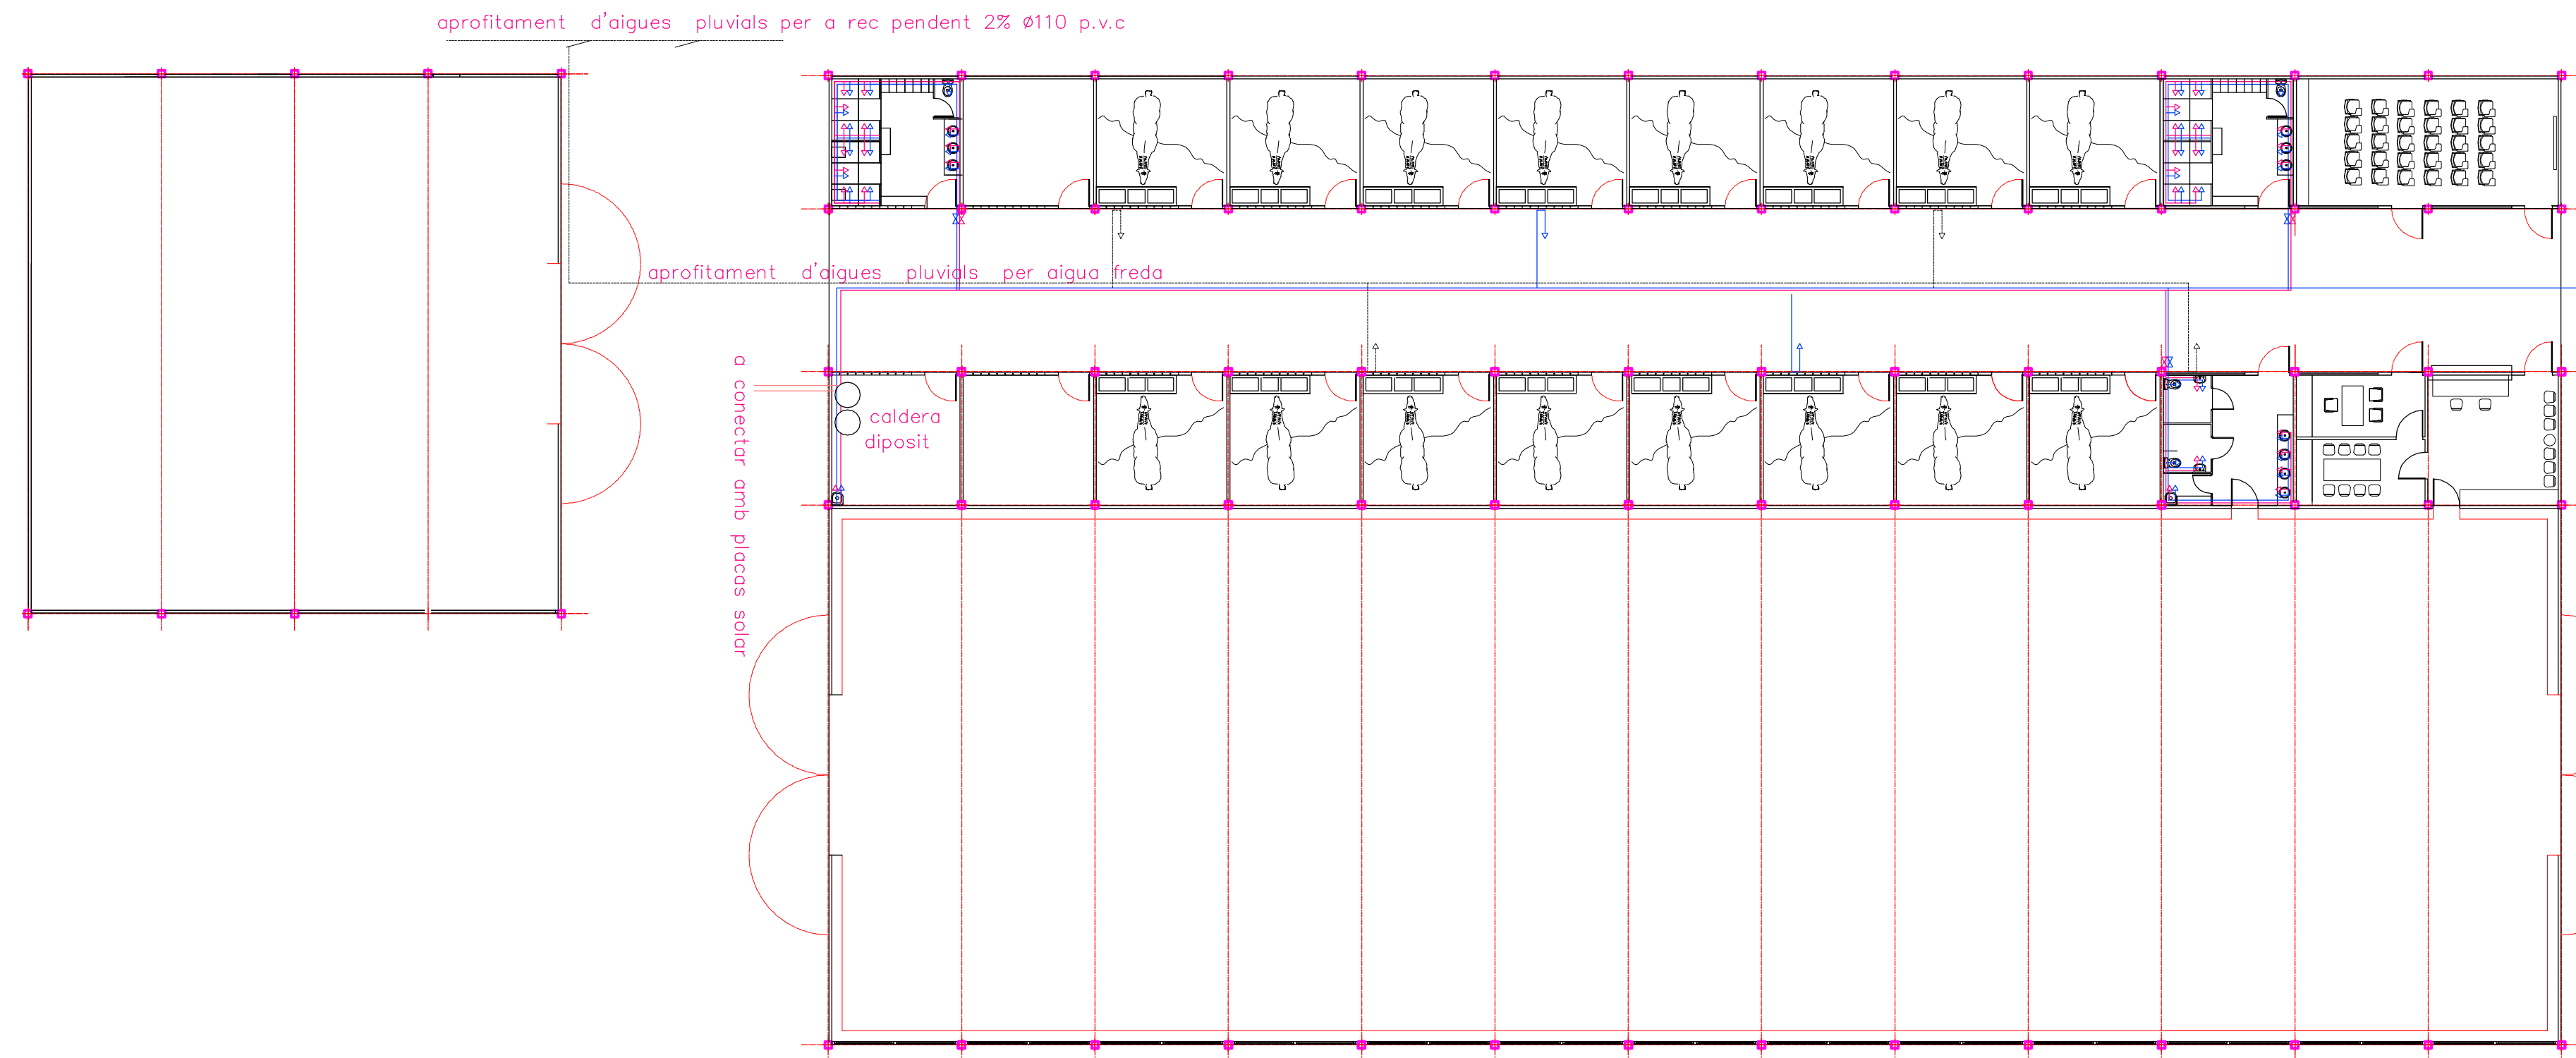 aprofitament d'aigues pluvials per a rec pendent 2% ø110 p.v.c
aprofitament d'aigues pluvials per aigua freda
a conectar amb placas solar
caldera
diposit